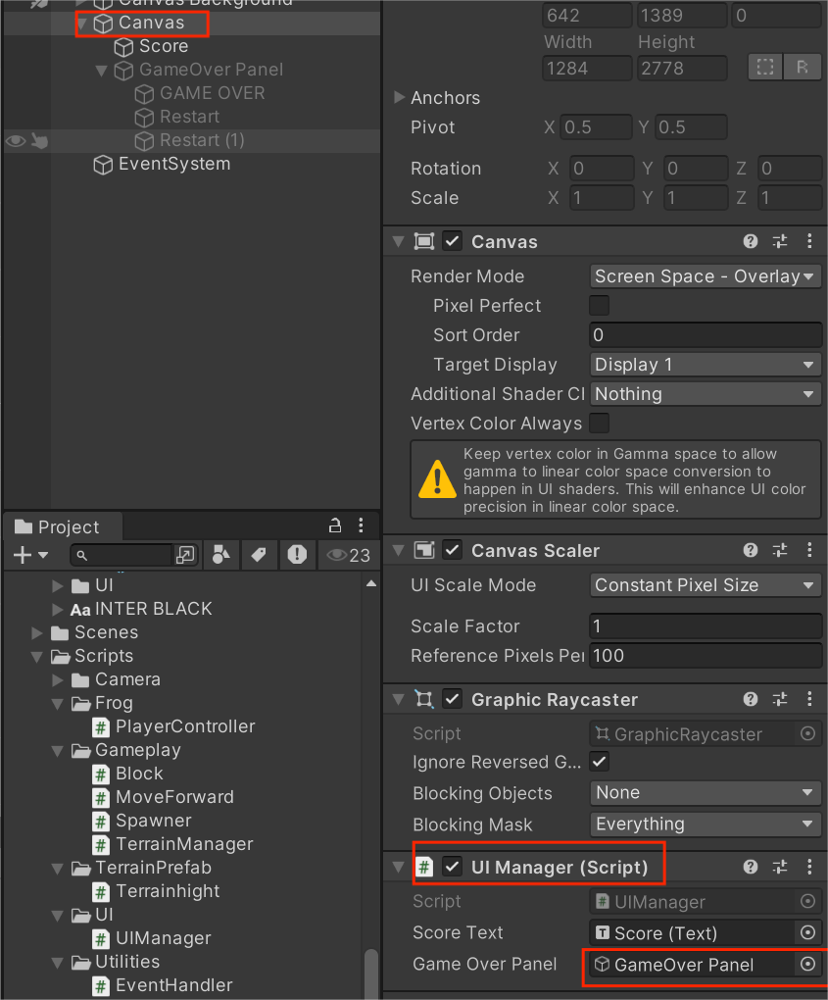 Canvas Background
Canvas
Score
GameOver Panel
GAME OVER
Restart
Restart (1)
EventSystem
Project
23
UI
Aa INTER BLACK
Scenes
Scripts
Camera
Frog
# PlayerController
Gameplay
# Block
# MoveForward
# Spawner
# TerrainManager
TerrainPrefab
# Terrainhight
UI
# UIManager
Utilities
# EventHandler
642 1389 0
Width Height
1284 2778 R
Anchors
Pivot X 0.5 Y 0.5
Rotation X 0 Y 0 Z 0
Scale X 1 Y 1 Z 1
Canvas
Render Mode Screen Space - Overlay
Pixel Perfect
Sort Order 0
Target Display Display 1
Additional Shader Cl Nothing
Vertex Color Always
Keep vertex color in Gamma space to allow
gamma to linear color space conversion to
happen in UI shaders. This will enhance UI color
precision in linear color space.
Canvas Scaler
UI Scale Mode Constant Pixel Size
Scale Factor 1
Reference Pixels Per 100
Graphic Raycaster
Script GraphicRaycaster
Ignore Reversed G...
Blocking Objects None
Blocking Mask Everything
# UI Manager (Script)
Script # UIManager
Score Text T Score (Text)
Game Over Panel GameOver Panel